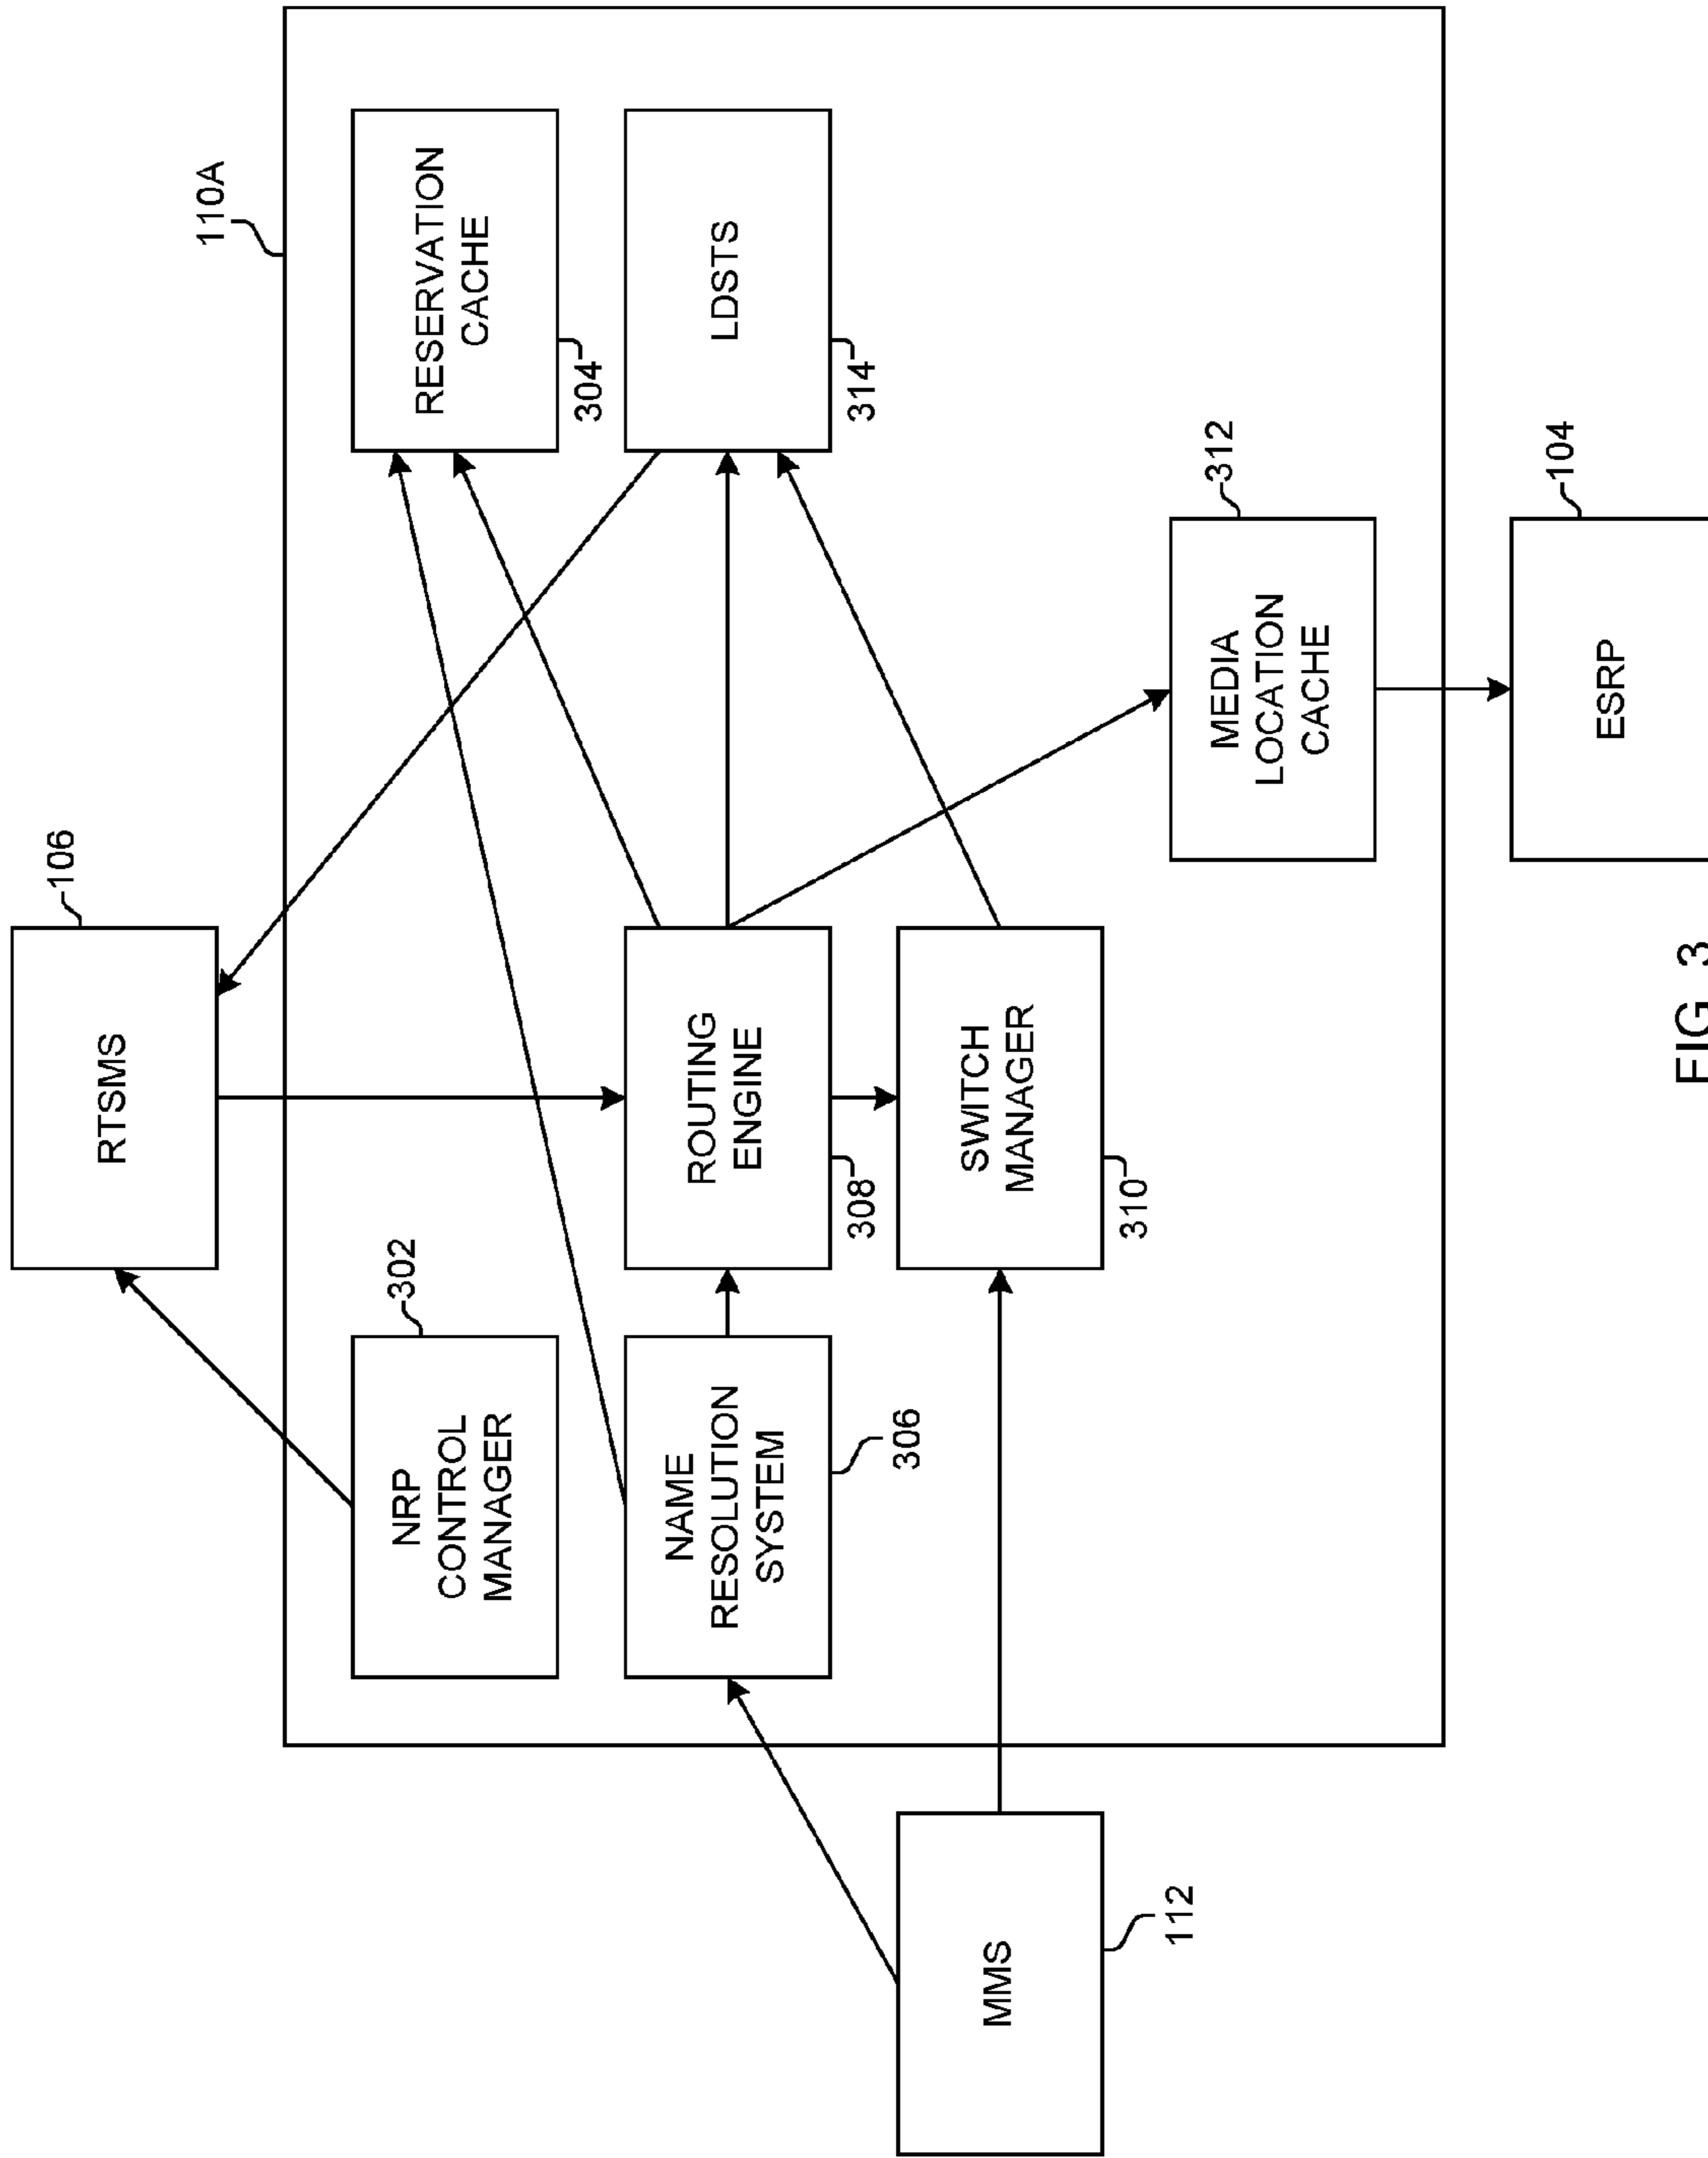 110A
RTSMS
106
NRP
CONTROL
MANAGER
302
RESERVATION
CACHE
304
NAME
RESOLUTION
SYSTEM
306
ROUTING
ENGINE
308
LDSTS
314
MMS
112
SWITCH
MANAGER
310
MEDIA
LOCATION
CACHE
312
ESRP
104
FIG. 3